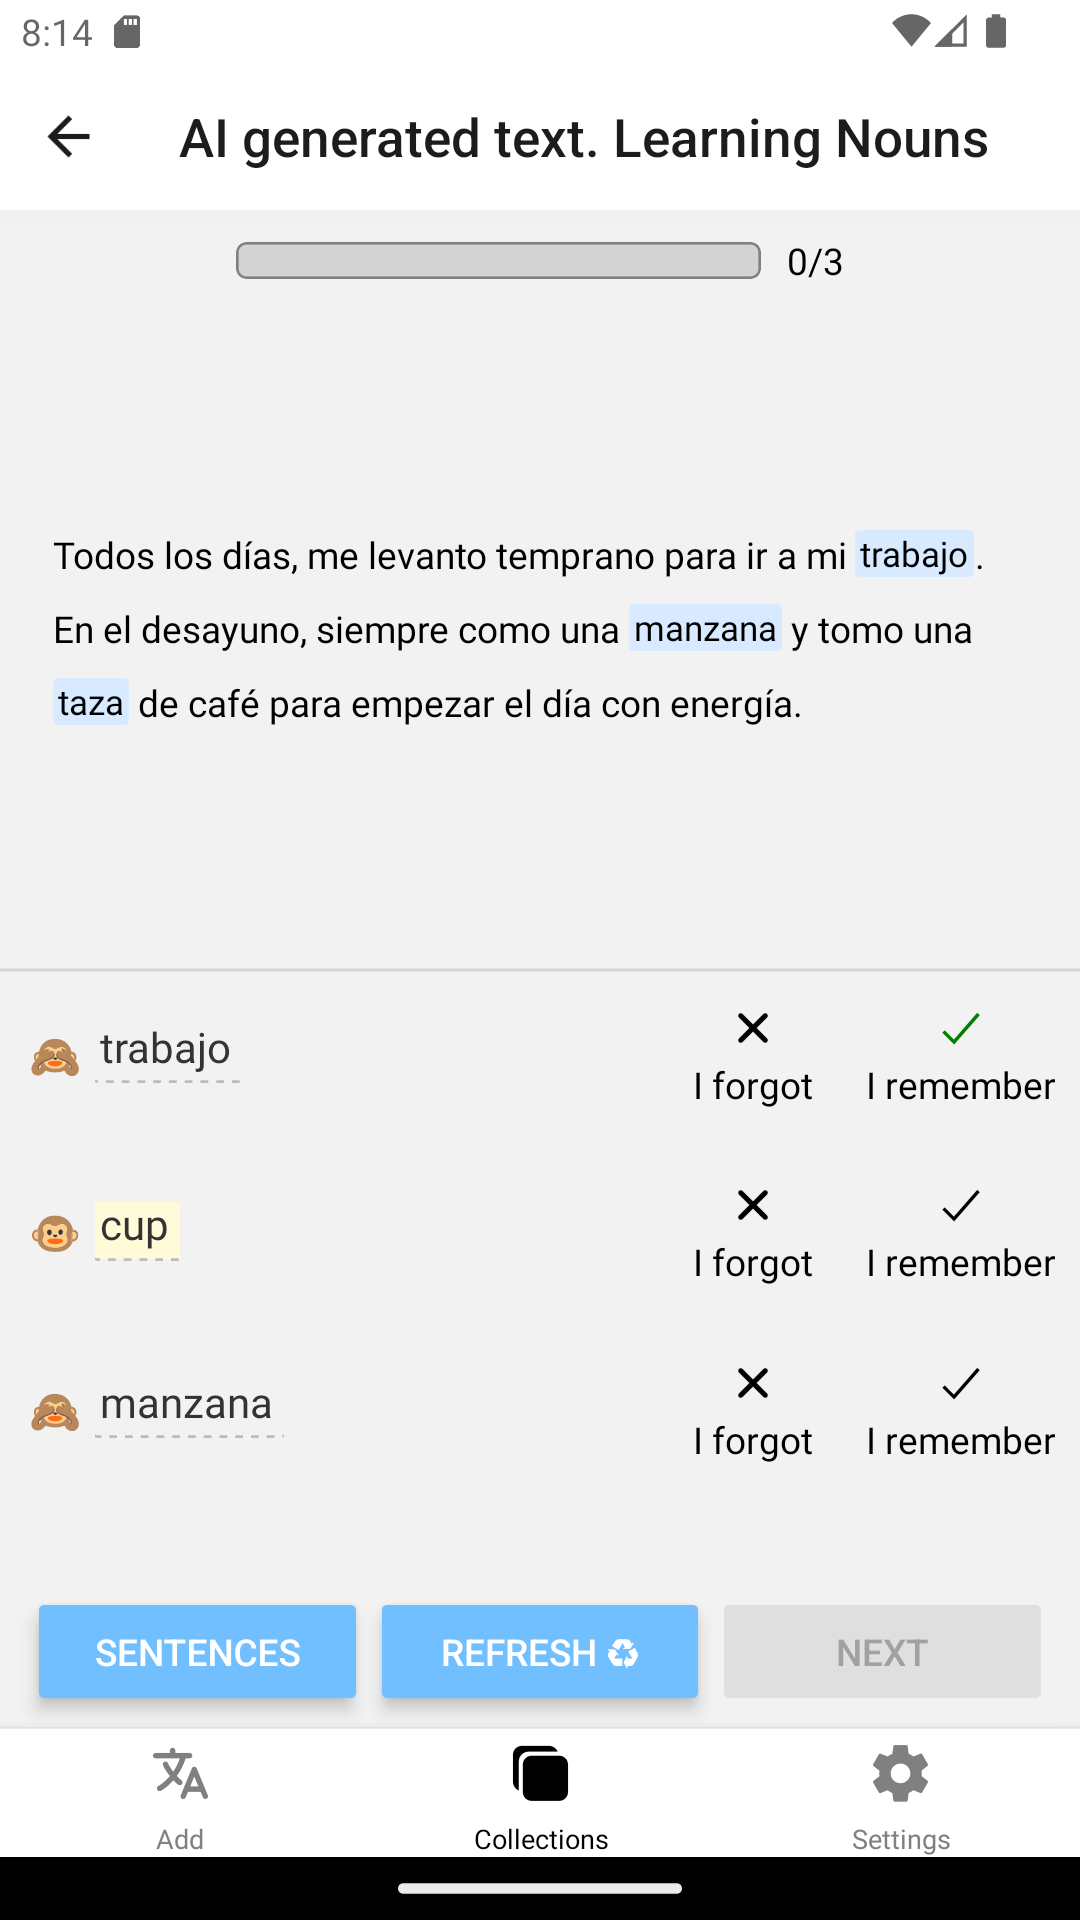 8:14
AI generated text. Learning Nouns
0/3
Todos los días, me levanto temprano para ir a mi trabajo.
En el desayuno, siempre como una manzana y tomo una
taza de café para empezar el día con energía.
trabajo
I forgot
I remember
cup
I forgot
I remember
manzana
I forgot
I remember
SENTENCES
REFRESH ♻
NEXT
Add
Collections
Settings